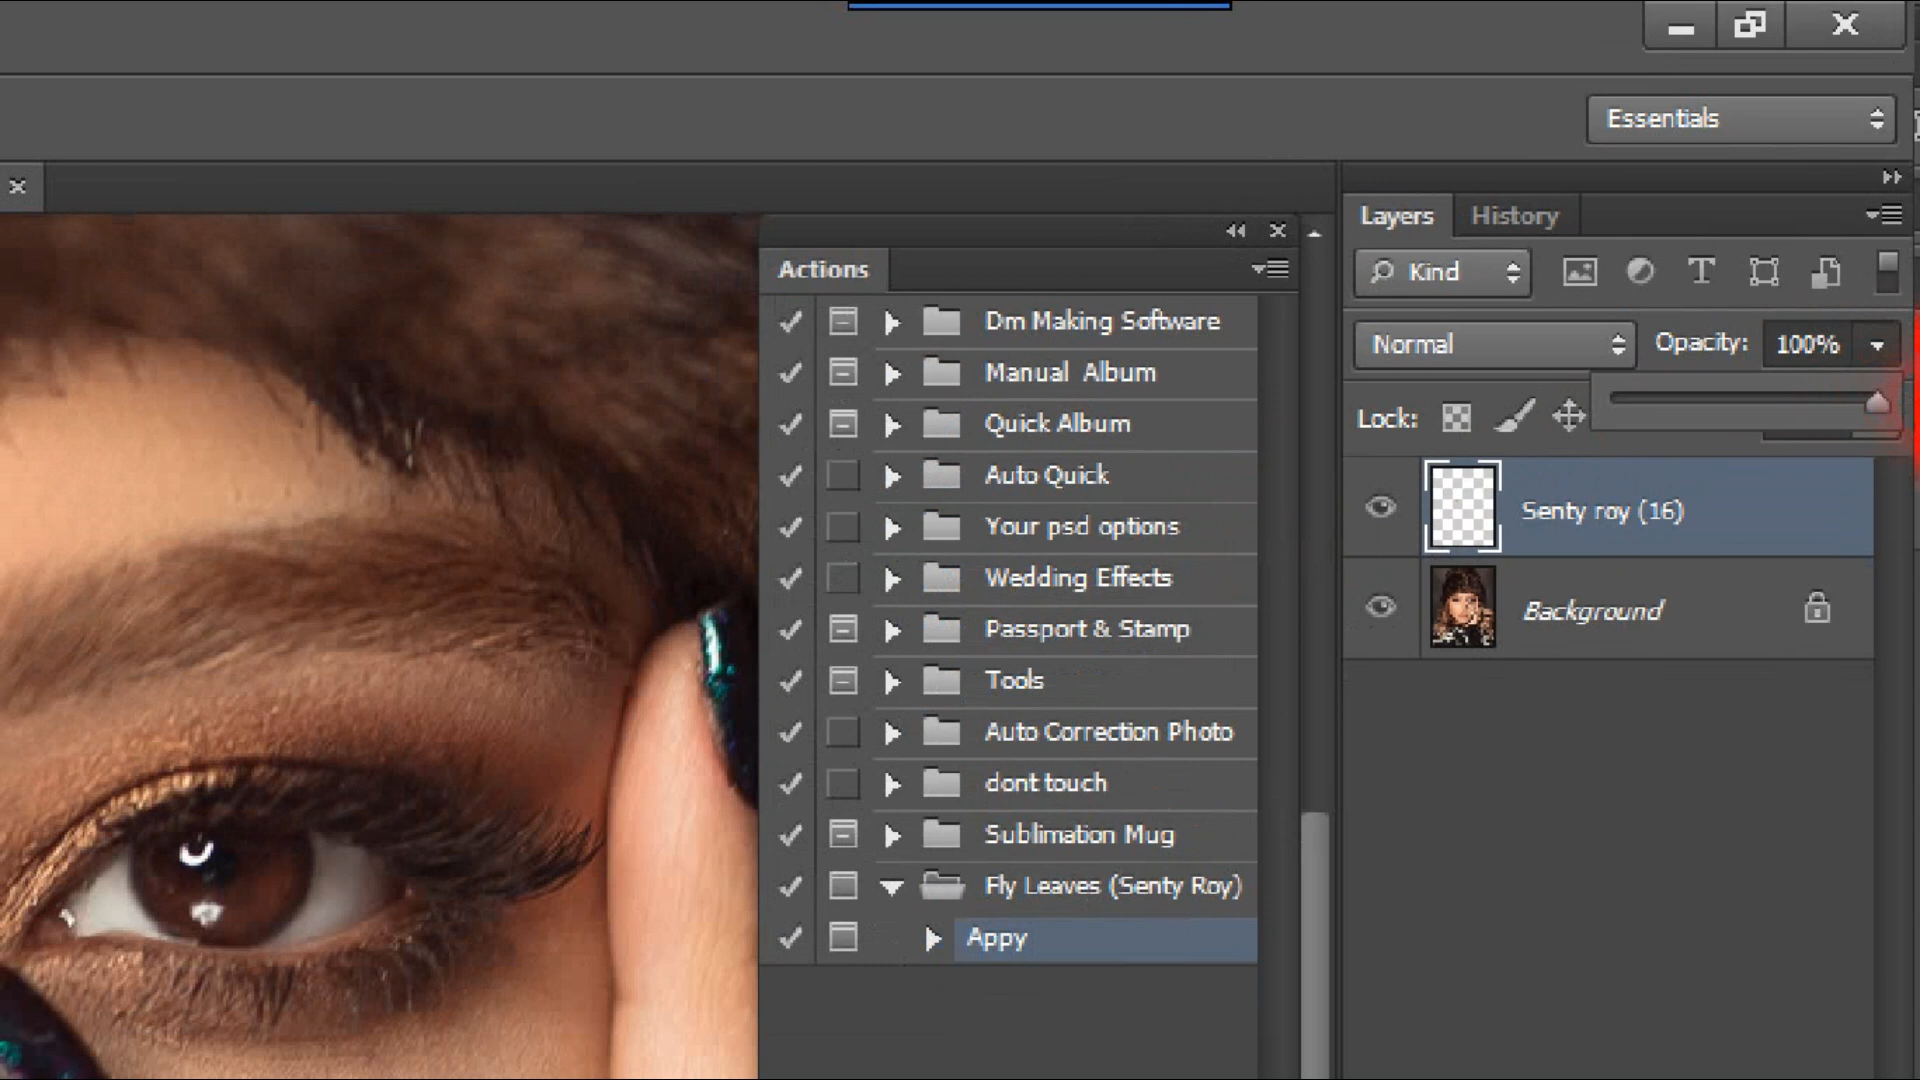 Essentials
Layers
History
Kind
Normal
Opacity:
100%
Lock:
Senty roy (16)
Background
Actions
Dm Making Software
Manual Album
Quick Album
Auto Quick
Your psd options
Wedding Effects
Passport & Stamp
Tools
Auto Correction Photo
dont touch
Sublimation Mug
Fly Leaves (Senty Roy)
Appy